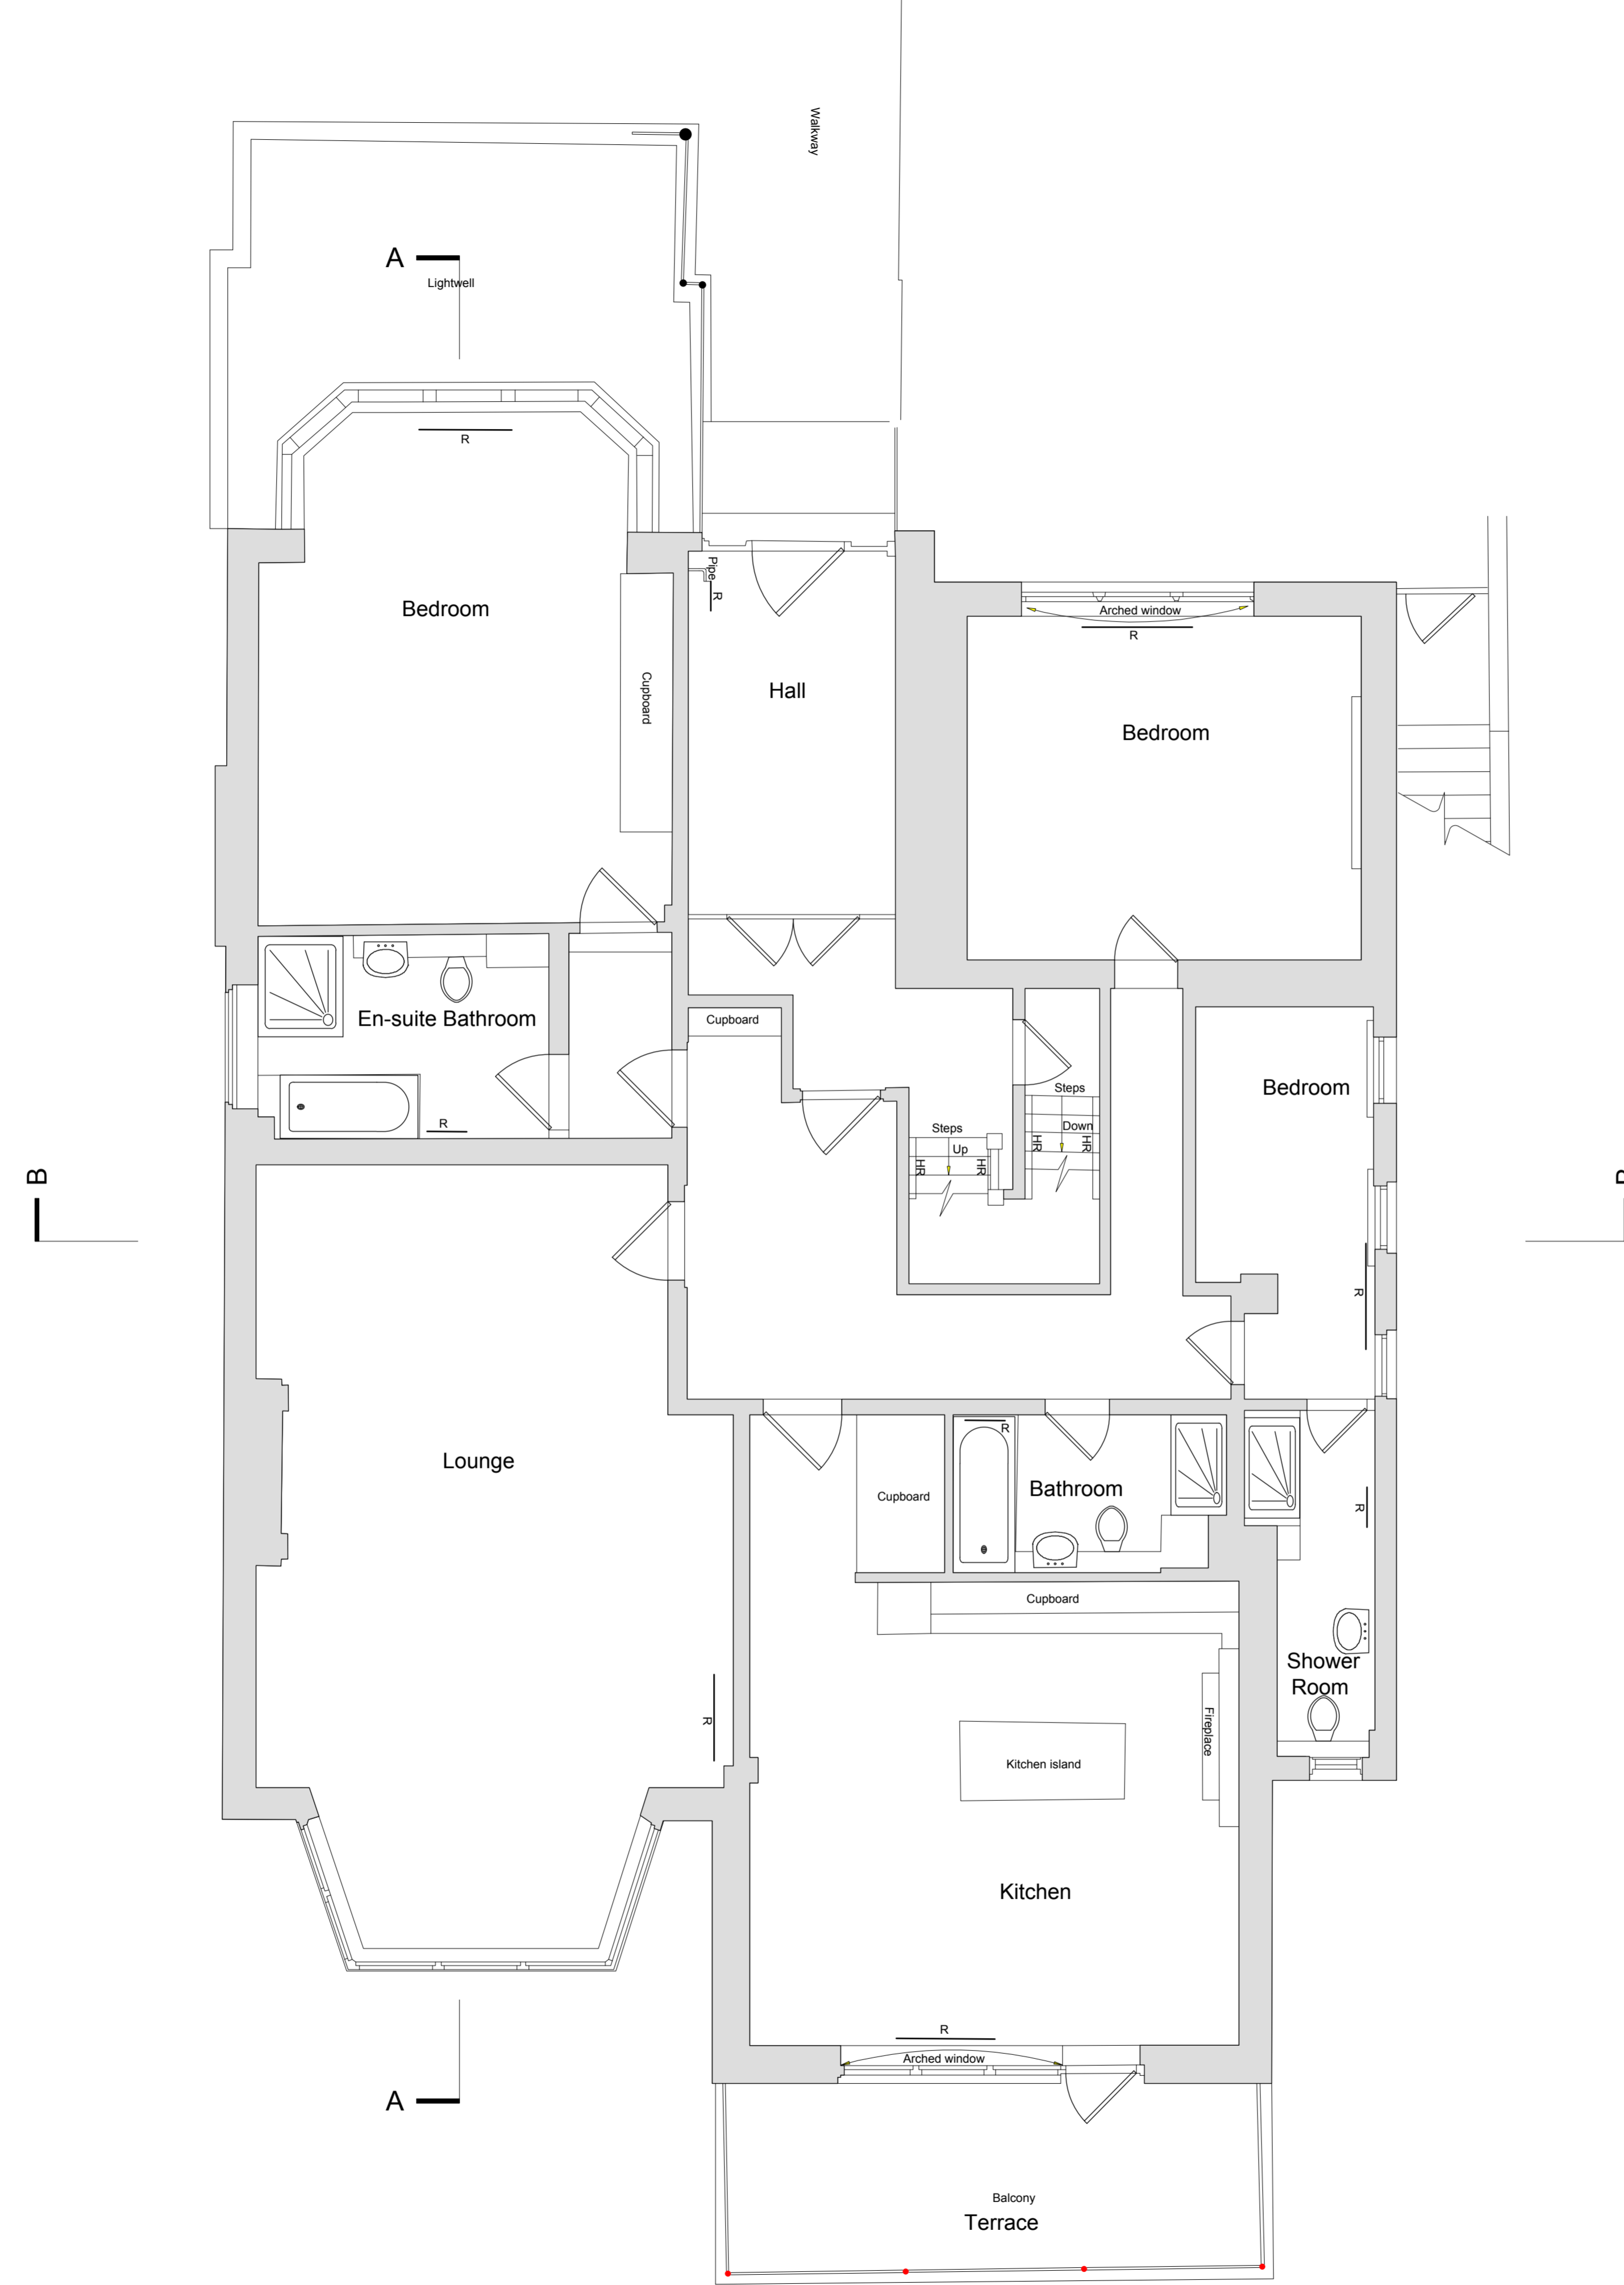 Walkway
A
Lightwell
R
Pipe
R
Arched window
R
Bedroom
Cupboard
Hall
Bedroom
En-suite Bathroom
Cupboard
Bedroom
Steps
Down
HR
HR
Steps
Up
HR
HR
R
B
B
R
Lounge
R
Cupboard
Bathroom
R
Cupboard
Shower
Room
Fireplace
R
Kitchen island
Kitchen
R
Arched window
A
Balcony
Terrace